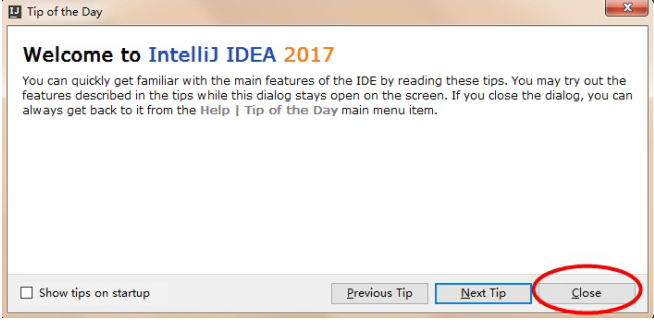 Tip of the Day
Welcome to IntelliJ IDEA 2017
You can quickly get familiar with the main features of the IDE by reading these tips. You may try out the
features described in the tips while this dialog stays open on the screen. If you close the dialog, you can
always get back to it from the Help | Tip of the Day main menu item.
Show tips on startup
Previous Tip
Next Tip
Close